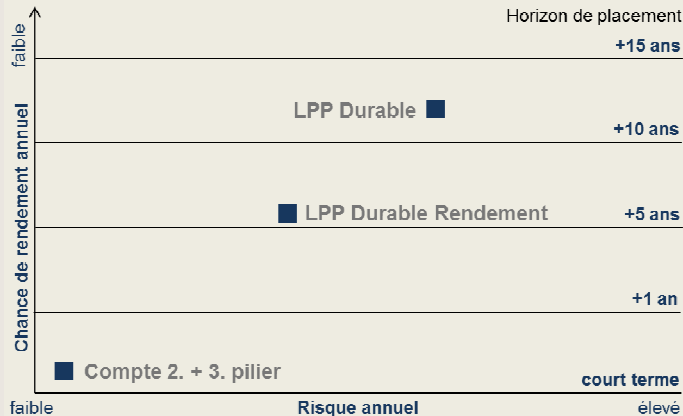 Horizon de placement
faible
+15 ans
LPP Durable
+10 ans
Chance de rendement annuel
LPP Durable Rendement
+5 ans
+1 an
Compte 2. + 3. pilier
court terme
faible
Risque annuel
élevé